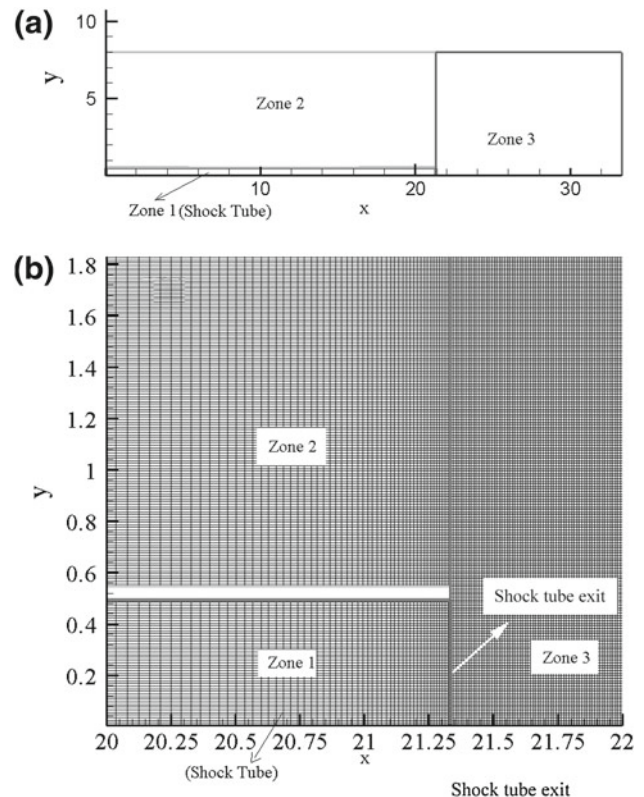 (a)
10
5
y
Zone 2
Zone 3
10
20
30
Zone 1(Shock Tube)
x
(b)
1.8
1.6
1.4
1.2
1
0.8
0.6
0.4
0.2
y
Zone 2
Shock tube exit
Zone 1
Zone 3
20 20.25 20.5 20.75 21 21.25 21.5 21.75 22
x
(Shock Tube)
Shock tube exit